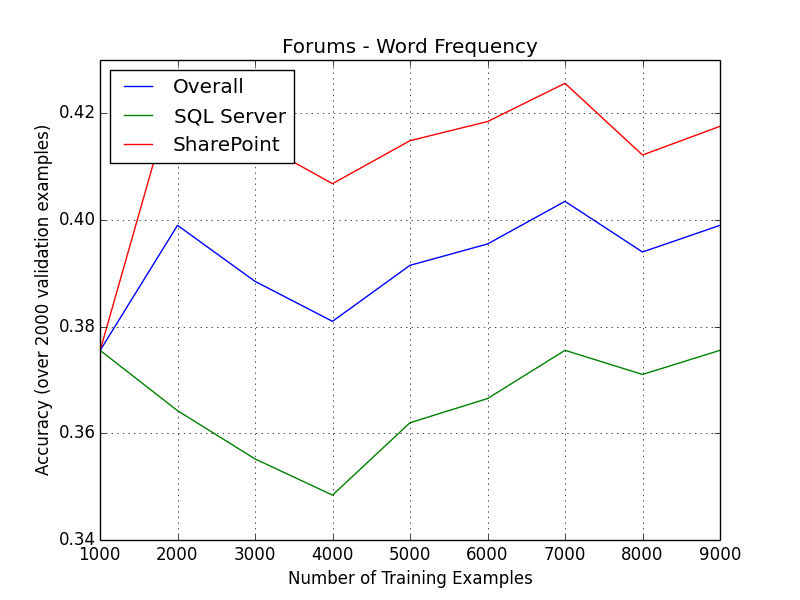 Forums - Word Frequency
Overall
SQL Server
SharePoint
Accuracy (over 2000 validation examples)
0.42
0.40
0.38
0.36
0.34
1000 2000 3000 4000 5000 6000 7000 8000 9000
Number of Training Examples